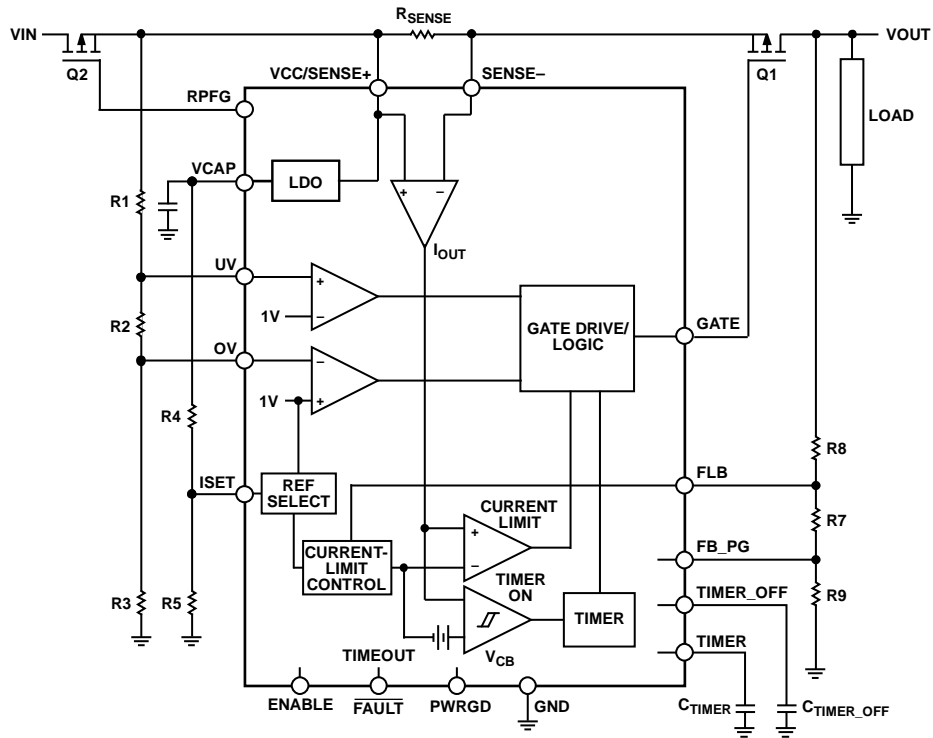 VIN
Q2
RSENSE
Q1
VOUT
VCC/SENSE+
SENSE–
RPFG
LOAD
VCAP
LDO
+ –
R1
IOUT
UV
+
1V
–
GATE DRIVE/
LOGIC
GATE
R2
OV
–
1V
+
R4
R8
ISET
REF
SELECT
FLB
CURRENT
LIMIT
R7
+
CURRENT-
LIMIT
CONTROL
–
FB_PG
TIMER
ON
TIMER_OFF
R3
R5
TIMER
R9
VCB
TIMER
TIMEOUT
ENABLE
FAULT
PWRGD
GND
CTIMER
CTIMER_OFF